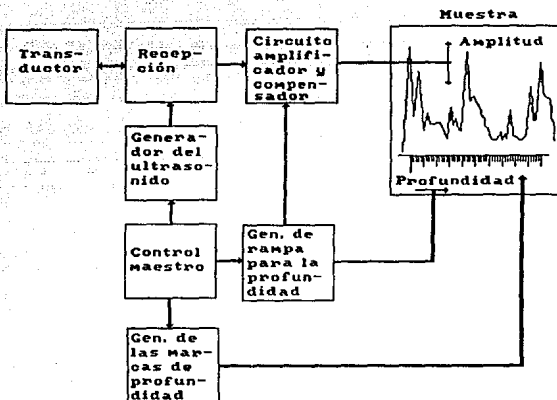 Muestra
Trans-
ductor
Recep-
ción
Circuito
amplifi-
cador y
compen-
sador
Amplitud
Profundidad
Genera-
dor del
ultraso-
nido
Control
maestro
Gen. de
rampa
para la
profun-
didad
Gen. de
las mar-
cas de
profun-
didad